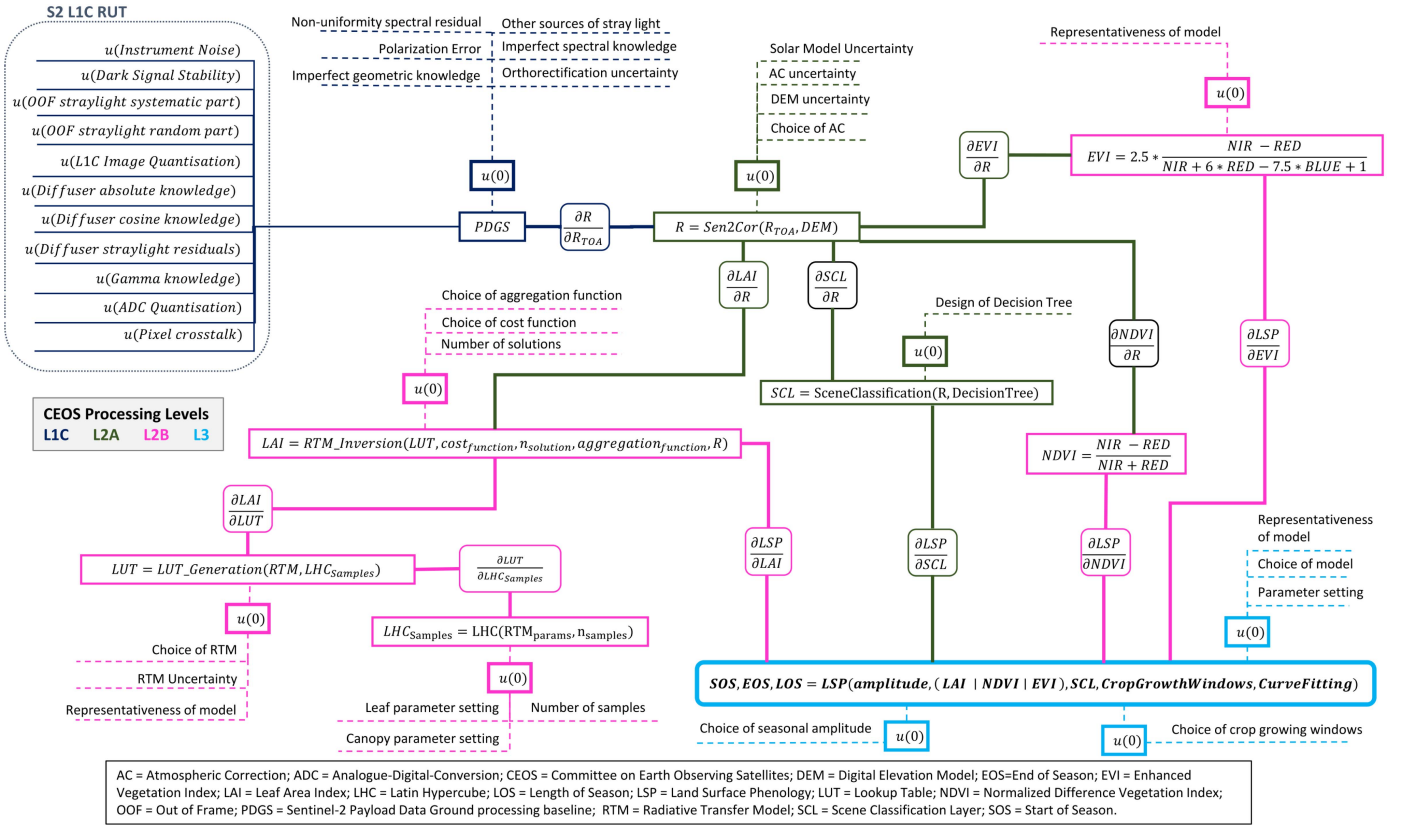 S2 L1C RUT
u(Instrument Noise)
u(Dark Signal Stability)
u(OOF straylight systematic part)
u(OOF straylight random part)
u(L1C Image Quantisation)
u(Diffuser absolute knowledge)
u(Diffuser cosine knowledge)
u(Diffuser straylight residuals)
u(Gamma knowledge)
u(ADC Quantisation)
u(Pixel crosstalk)
Non-uniformity spectral residual
Other sources of stray light
Polarization Error
Imperfect spectral knowledge
Imperfect geometric knowledge
Orthorectification uncertainty
u(0)
PDGS
∂R
∂R_TOA
Solar Model Uncertainty
AC uncertainty
DEM uncertainty
Choice of AC
u(0)
R = Sen2Cor(R_TOA, DEM)
∂EVI
∂R
Representativeness of model
u(0)
EVI = 2.5 * NIR − RED
NIR + 6 * RED − 7.5 * BLUE + 1
∂LAI
∂R
∂SCL
∂R
∂NDVI
∂R
∂LSP
∂EVI
Design of Decision Tree
u(0)
SCL = SceneClassification(R, DecisionTree)
Choice of aggregation function
Choice of cost function
Number of solutions
u(0)
CEOS Processing Levels
L1C L2A L2B L3
LAI = RTM_Inversion(LUT, cost_function, n_solution, aggregation_function, R)
NDVI = NIR − RED
NIR + RED
∂LAI
∂LUT
LUT = LUT_Generation(RTM, LHC_Samples)
∂LUT
∂LHC_Samples
u(0)
Choice of RTM
RTM Uncertainty
Representativeness of model
LHC_Samples = LHC(RTM_params, n_samples)
u(0)
Leaf parameter setting
Number of samples
Canopy parameter setting
∂LSP
∂LAI
∂LSP
∂SCL
∂LSP
∂NDVI
Representativeness
of model
Choice of model
Parameter setting
u(0)
SOS, EOS, LOS = LSP(amplitude, (LAI | NDVI | EVI), SCL, CropGrowthWindows, CurveFitting)
Choice of seasonal amplitude
u(0)
u(0)
Choice of crop growing windows
AC = Atmospheric Correction; ADC = Analogue-Digital-Conversion; CEOS = Committee on Earth Observing Satellites; DEM = Digital Elevation Model; EOS=End of Season; EVI = Enhanced
Vegetation Index; LAI = Leaf Area Index; LHC = Latin Hypercube; LOS = Length of Season; LSP = Land Surface Phenology; LUT = Lookup Table; NDVI = Normalized Difference Vegetation Index;
OOF = Out of Frame; PDGS = Sentinel-2 Payload Data Ground processing baseline; RTM = Radiative Transfer Model; SCL = Scene Classification Layer; SOS = Start of Season.